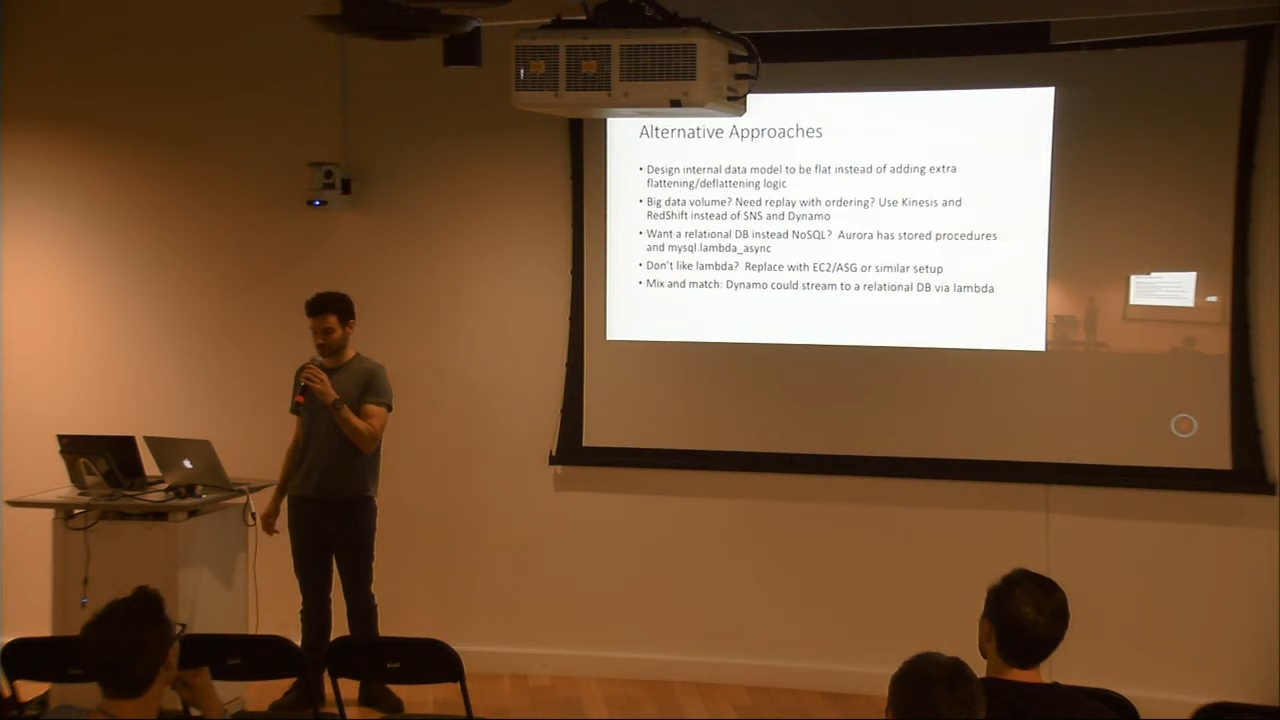 Alternative Approaches
• Design internal data model to be flat instead of adding extra
flattening/deflattening logic
• Big data volume? Need replay with ordering? Use Kinesis and
RedShift instead of SNS and Dynamo
• Want a relational DB instead NoSQL? Aurora has stored procedures
and mysql.lambda_async
• Don't like lambda? Replace with EC2/ASG or similar setup
• Mix and match: Dynamo could stream to a relational DB via lambda